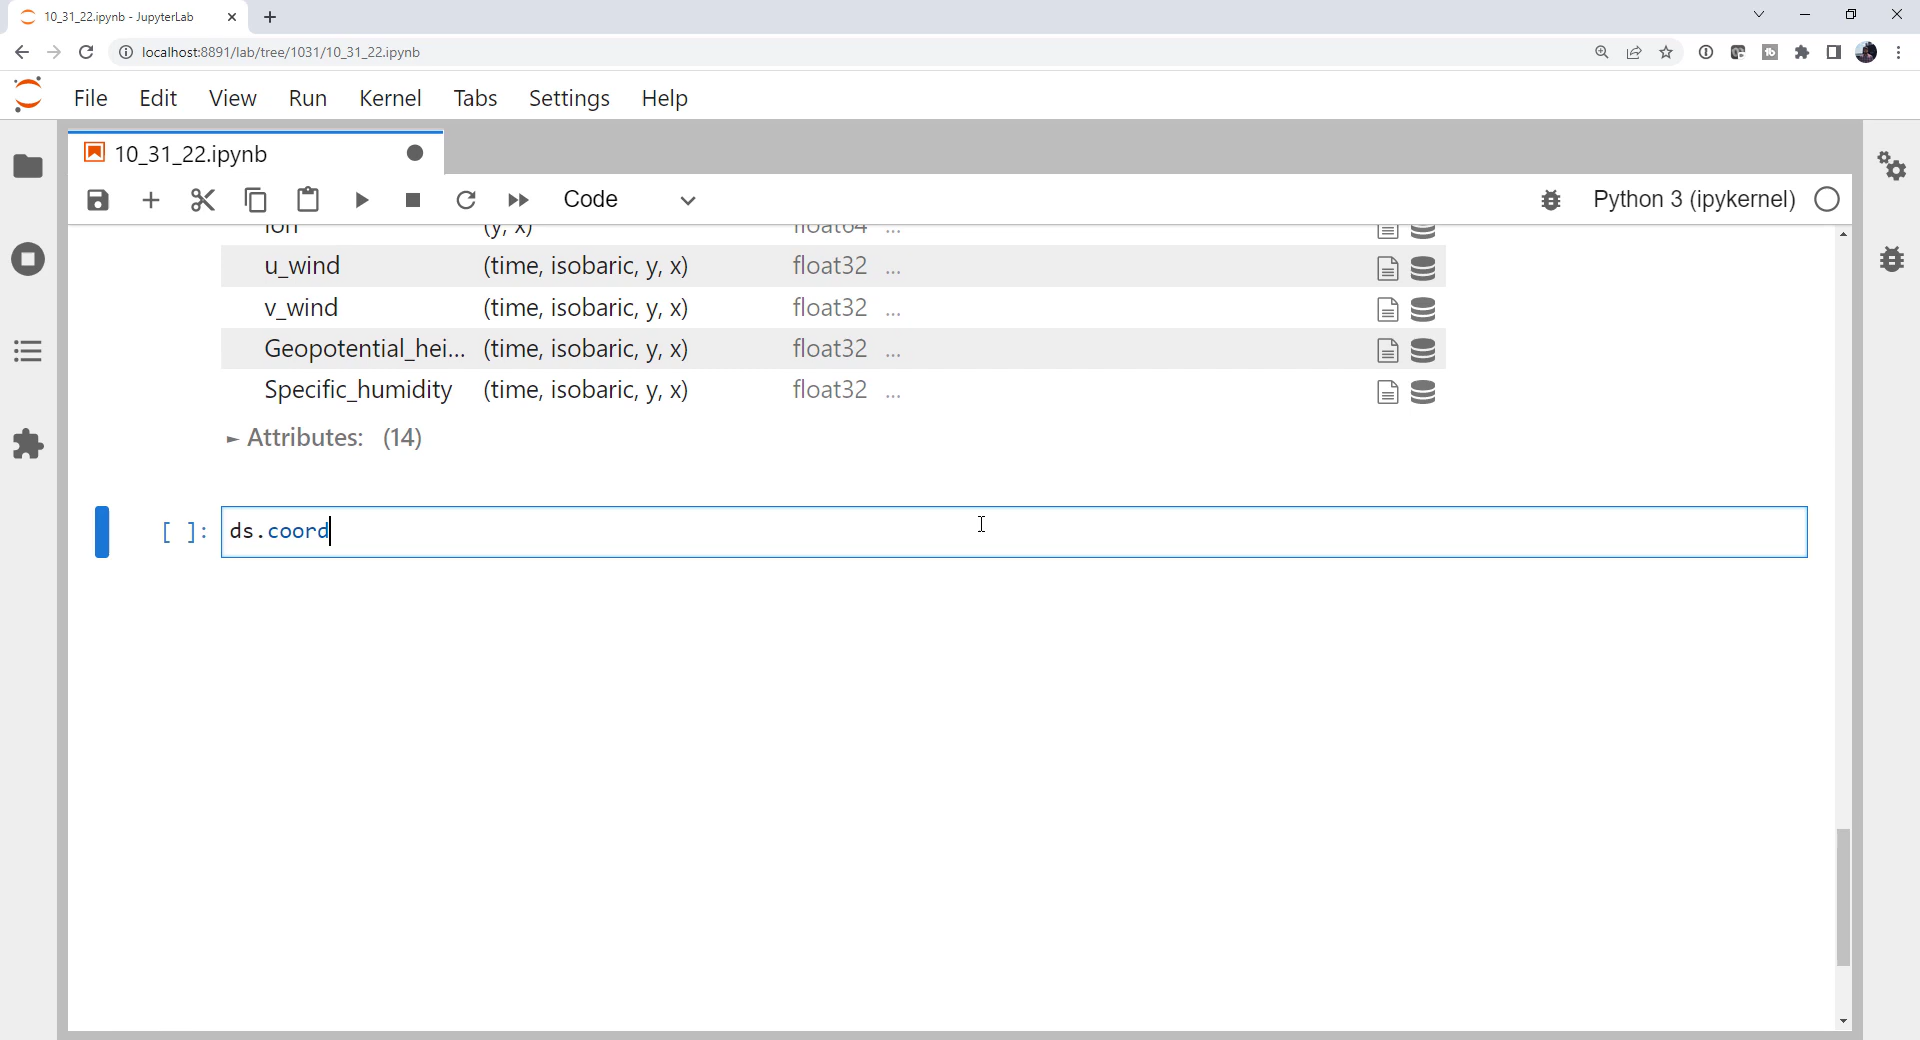 10_31_22.ipynb - JupyterLab
localhost:8891/lab/tree/1031/10_31_22.ipynb
File Edit View Run Kernel Tabs Settings Help
10_31_22.ipynb
Code Python 3 (ipykernel)
lon (y, x) float64 ...
u_wind (time, isobaric, y, x) float32 ...
v_wind (time, isobaric, y, x) float32 ...
Geopotential_hei... (time, isobaric, y, x) float32 ...
Specific_humidity (time, isobaric, y, x) float32 ...
Attributes: (14)
[ ]: ds.coord